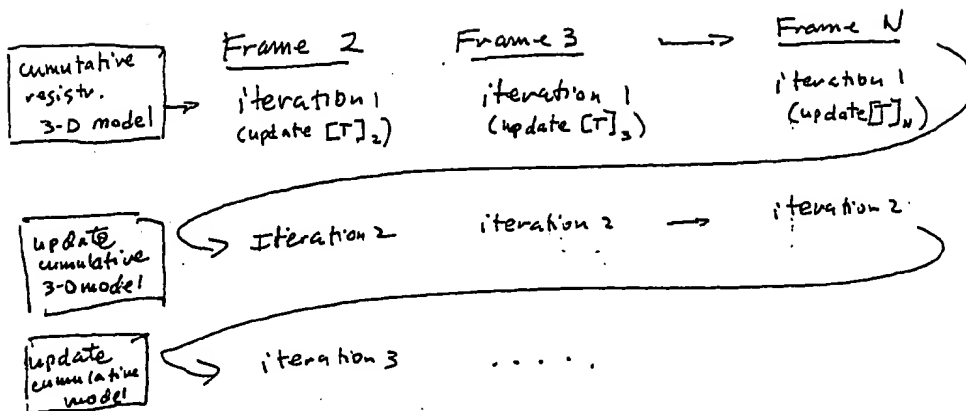 Frame 2 Frame 3 Frame N
cumutative
registr.
3-D model
iteration 1 iteration 1 iteration 1
(update [T]2) (update [T]3) (update [T]N)
update
cumulative
3-D model
Iteration 2 iteration 2 iteration 2
update
cumulative
model
iteration 3 . . . . .